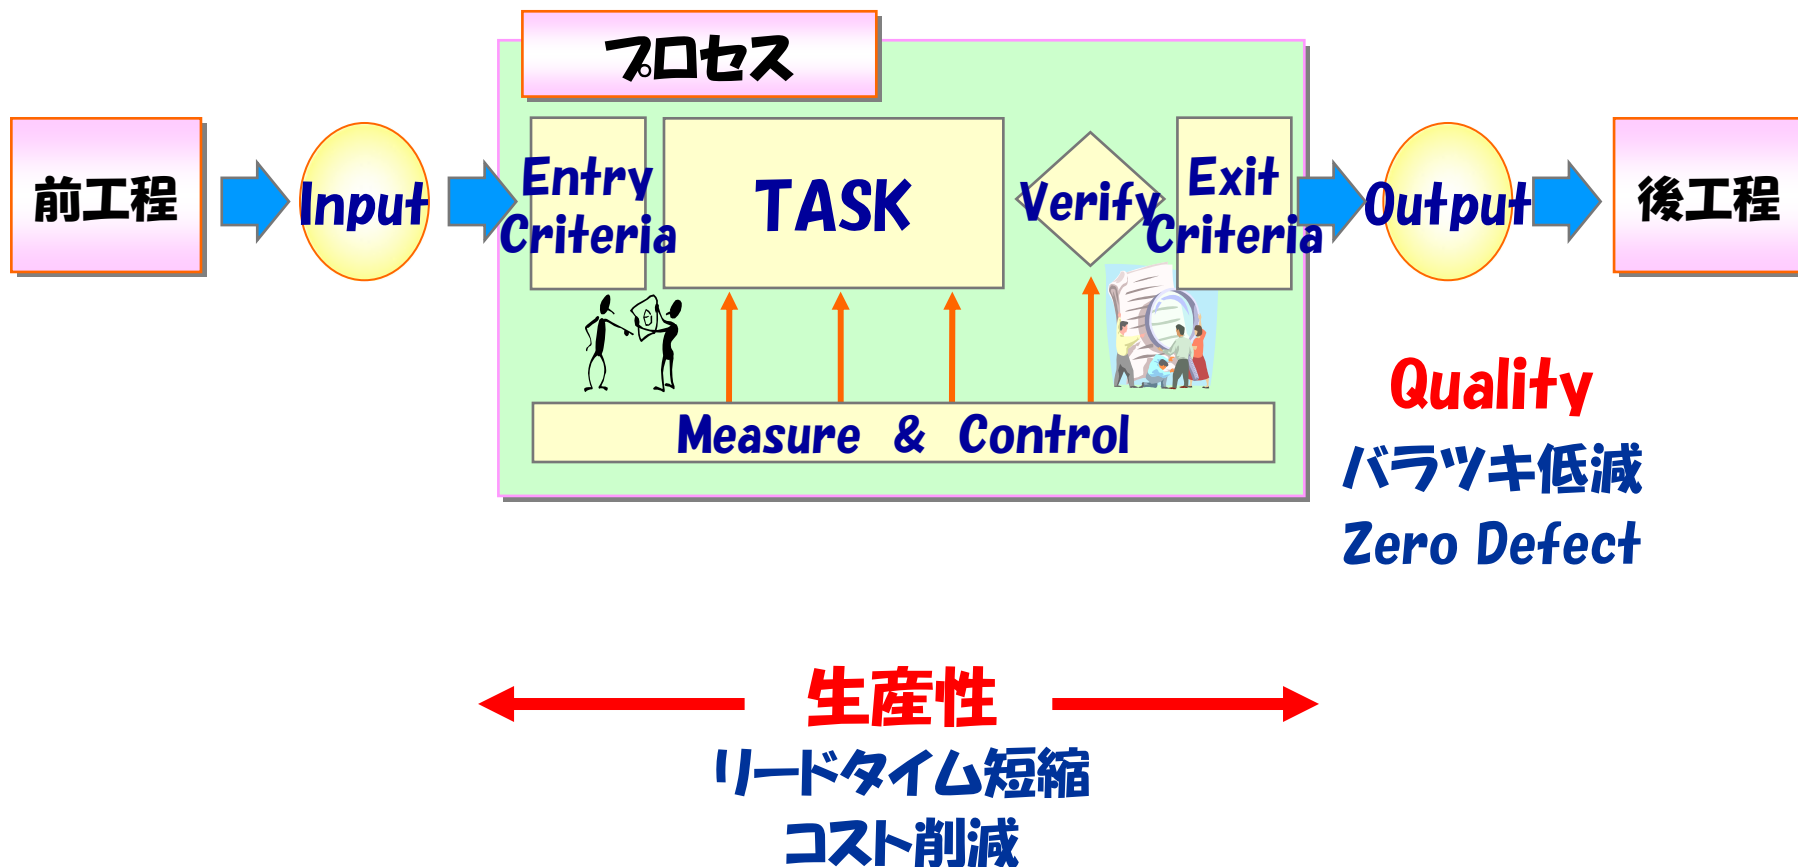 プロセス
前工程
Input
Entry
Criteria
TASK
Verify
Exit
Criteria
Output
後工程
Measure & Control
Quality
バラツキ低減
Zero Defect
生産性
リードタイム短縮
コスト削減